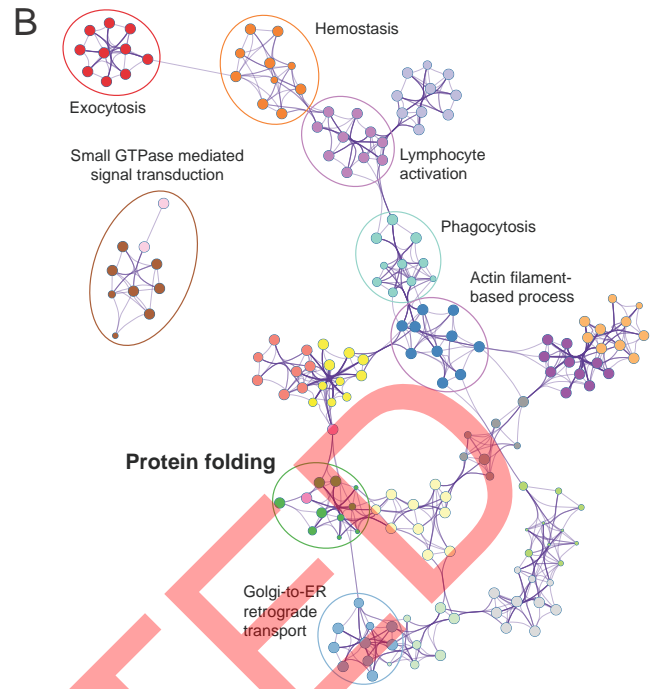 B
Hemostasis
Exocytosis
Small GTPase mediated
signal transduction
Lymphocyte
activation
Phagocytosis
Actin filament-
based process
Protein folding
Golgi-to-ER
retrograde
transport
TED